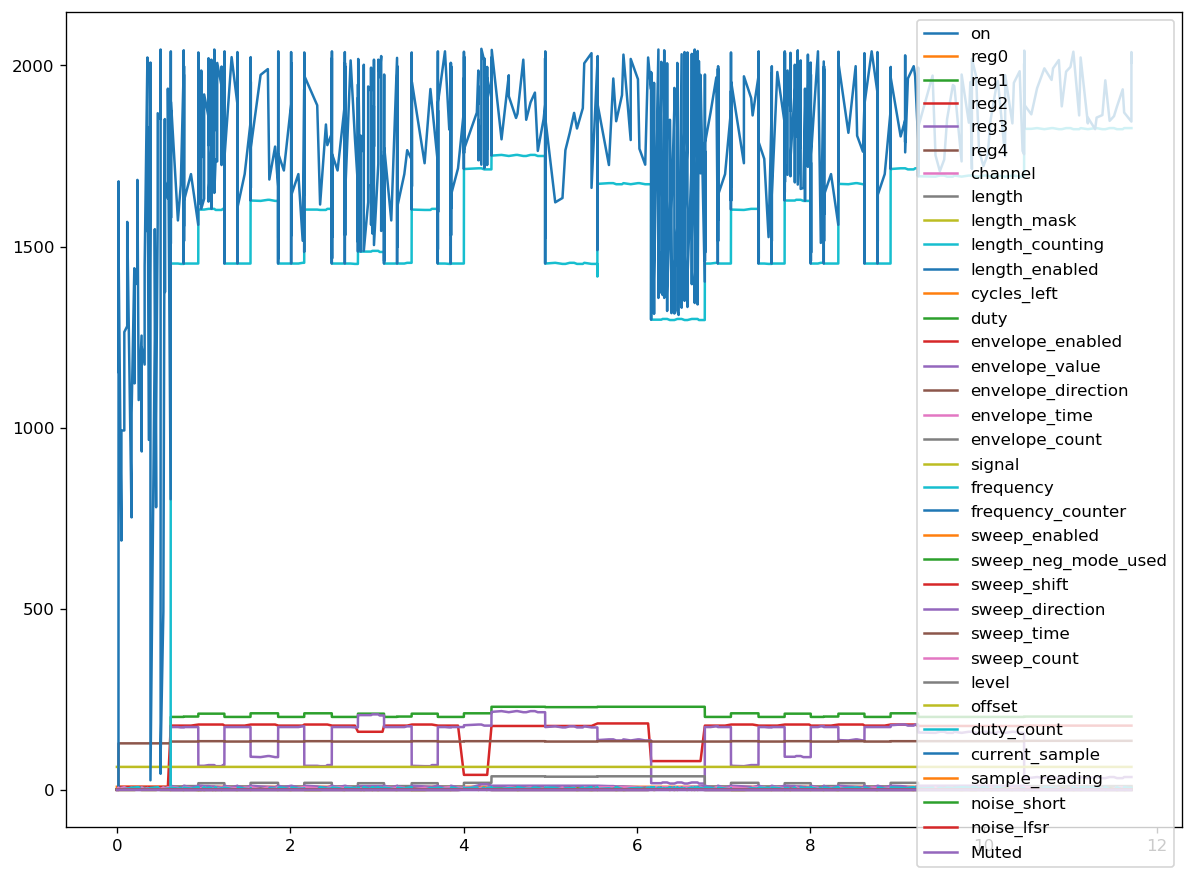 2000
1500
1000
500
0
0
2
4
6
8
10
12
on
reg0
reg1
reg2
reg3
reg4
channel
length
length_mask
length_counting
length_enabled
cycles_left
duty
envelope_enabled
envelope_value
envelope_direction
envelope_time
envelope_count
signal
frequency
frequency_counter
sweep_enabled
sweep_neg_mode_used
sweep_shift
sweep_direction
sweep_time
sweep_count
level
offset
duty_count
current_sample
sample_reading
noise_short
noise_lfsr
Muted